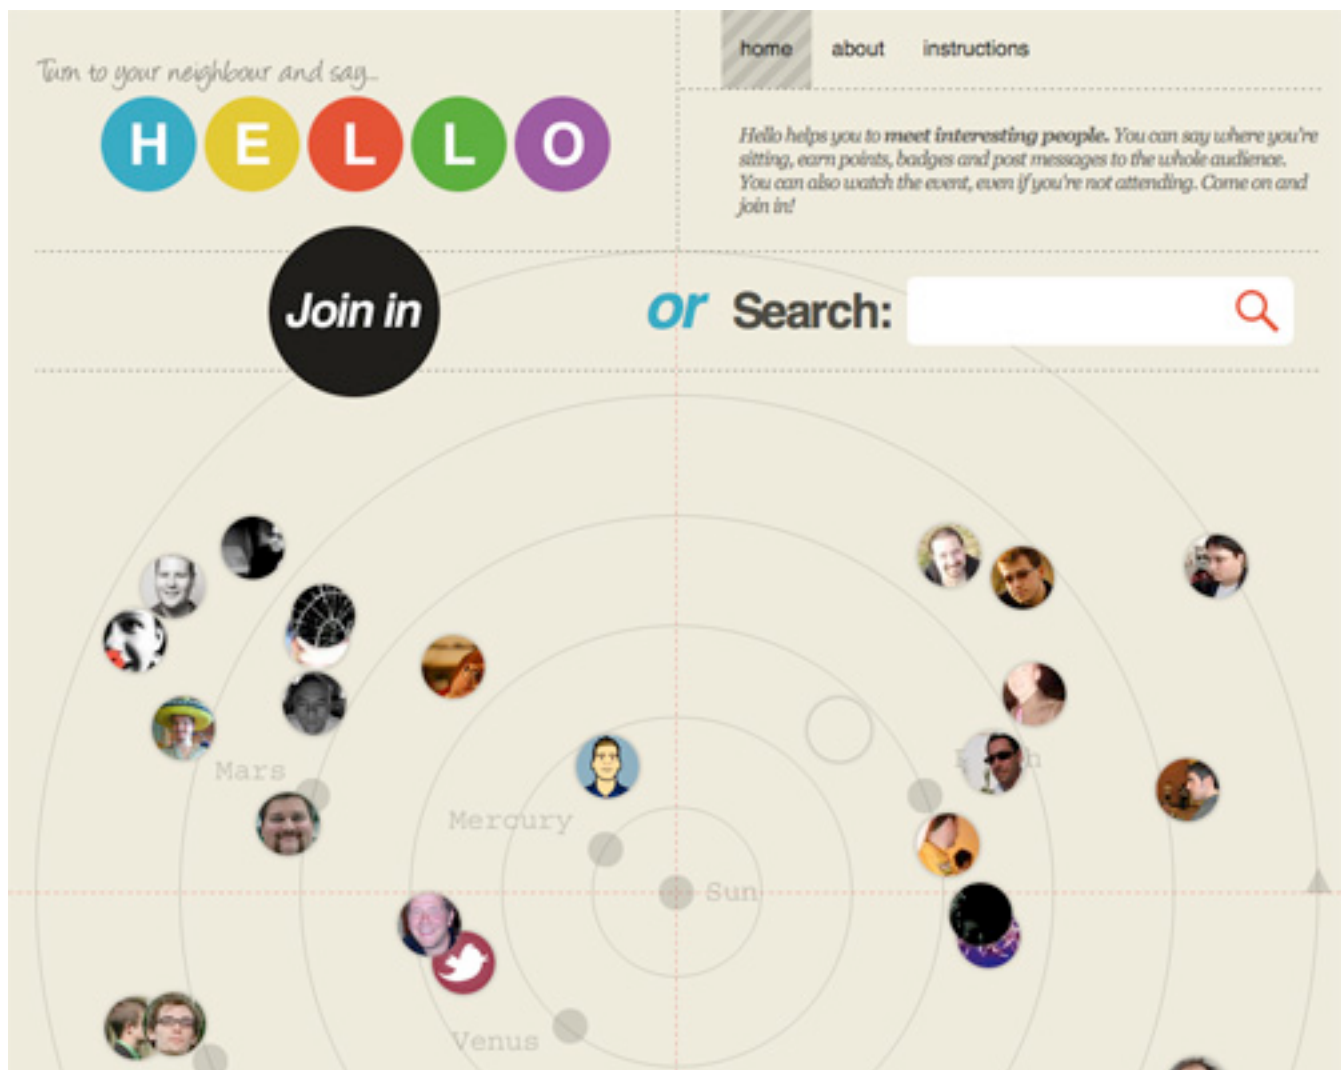 home about instructions
Turn to your neighbour and say...
HELLO
Hello helps you to meet interesting people. You can say where you're
sitting, earn points, badges and post messages to the whole audience.
You can also watch the event, even if you're not attending. Come on and
join in!
Join in
or Search:
Mars
Mercury
Sun
Venus